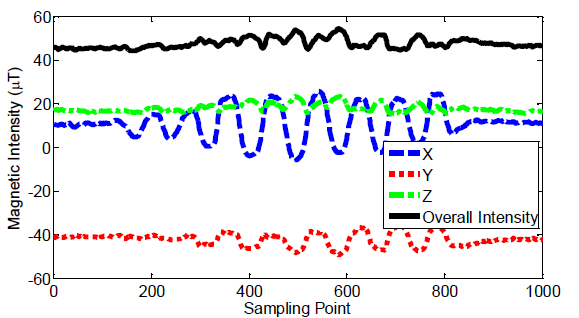 60
40
20
0
-20
-40
-60
Magnetic Intensity (μT)
X
Y
Z
Overall Intensity
0 200 400 600 800 1000
Sampling Point